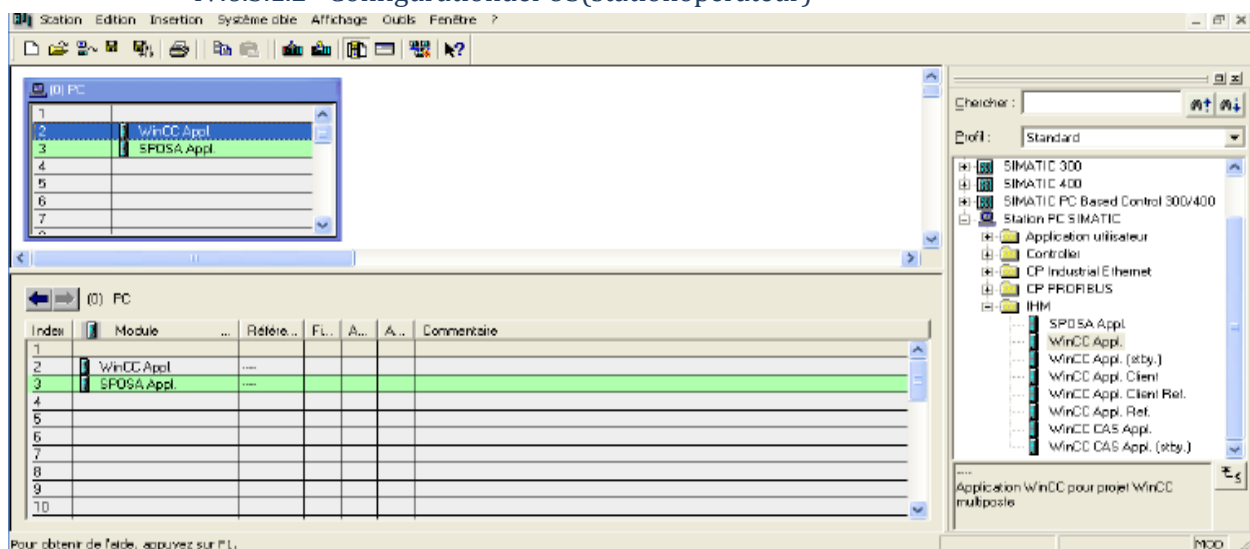 Station Edition Insertion Système cible Affichage Outils Fenêtre ?
(0) PC
1
2 WinCC Appl.
3 SPOSA Appl.
4
5
6
7
(0) PC
Index Module ... Référe... Fi... A... A... Commentaire
1
2 WinCC Appl. ----
3 SPOSA Appl. ----
4
5
6
7
8
9
10
Chercher :
Profil : Standard
SIMATIC 300
SIMATIC 400
SIMATIC PC Based Control 300/400
Station PC SIMATIC
Application utilisateur
Controller
CP Industrial Ethernet
CP PROFIBUS
IHM
SPOSA Appl.
WinCC Appl.
WinCC Appl. (stby.)
WinCC Appl. Client
WinCC Appl. Client Ref.
WinCC Appl. Ref.
WinCC CAS Appl.
WinCC CAS Appl. (stby.)
----
Application WinCC pour projet WinCC
multiposte
Pour obtenir de l'aide, appuyez sur F1.
MOD